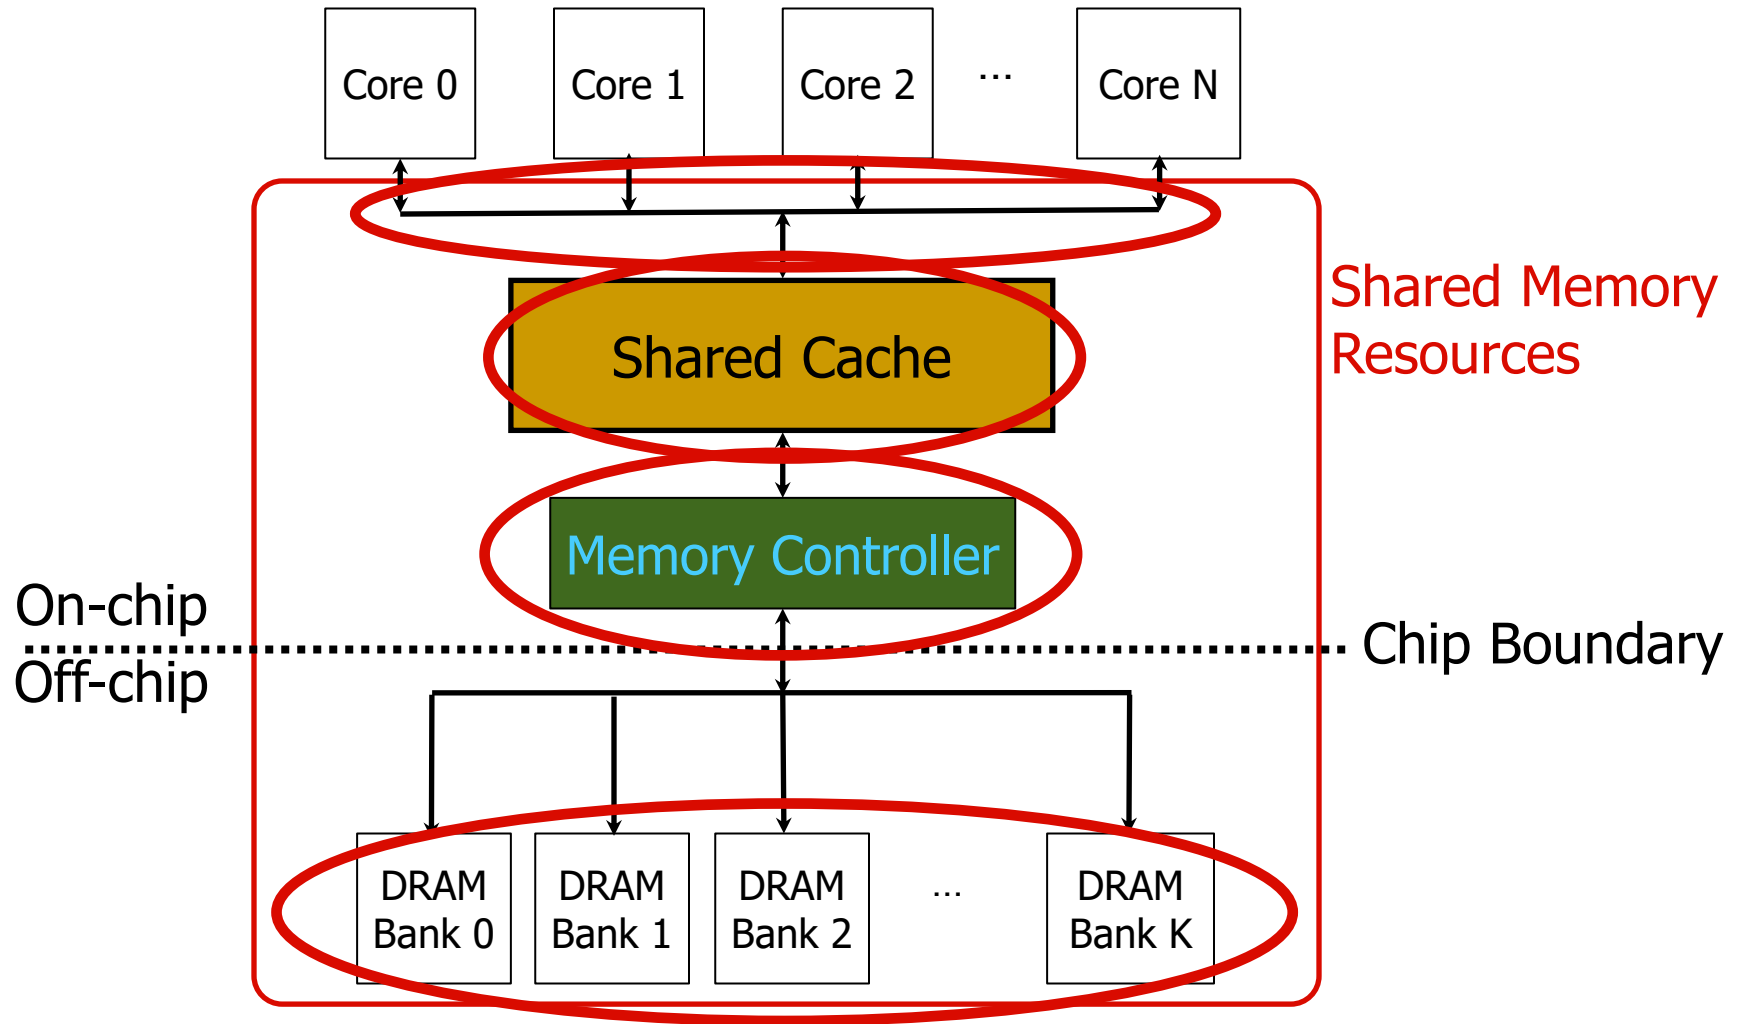 Core 0
Core 1
Core 2
...
Core N
Shared Memory
Resources
Shared Cache
Memory Controller
On-chip
Chip Boundary
Off-chip
DRAM
Bank 0
DRAM
Bank 1
DRAM
Bank 2
...
DRAM
Bank K